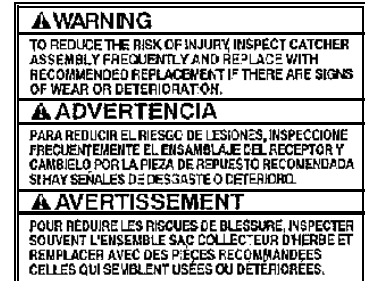 ⚠WARNING
TO REDUCE THE RISK OF INJURY, INSPECT CATCHER
ASSEMBLY FREQUENTLY AND REPLACE WITH
RECOMMENDED REPLACEMENT IF THERE ARE SIGNS
OF WEAR OR DETERIORATION.
⚠ADVERTENCIA
PARA REDUCIR EL RIESGO DE LESIONES, INSPECCIONE
FRECUENTEMENTE EL ENSAMBLAJE DEL RECEPTOR Y
CAMBIELO POR LA PIEZA DE REPUESTO RECOMENDADA
SI HAY SEÑALES DE DESGASTE O DETERIORO.
⚠AVERTISSEMENT
POUR RÉDUIRE LES RISQUES DE BLESSURE, INSPECTER
SOUVENT L'ENSEMBLE SAC COLLECTEUR D'HERBE ET
REMPLACER AVEC DES PIÈCES RECOMMANDEES
CELLES QUI SEMBLENT USÉES OU DÉTÉRIORÉES.